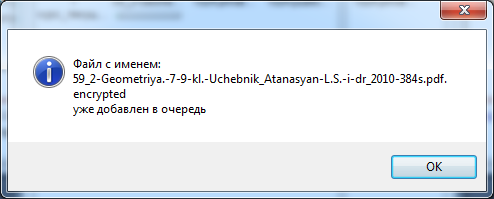 Файл с именем:
59_2-Geometriya.-7-9-kl.-Uchebnik_Atanasyan-L.S.-i-dr_2010-384s.pdf.
encrypted
уже добавлен в очередь
OK